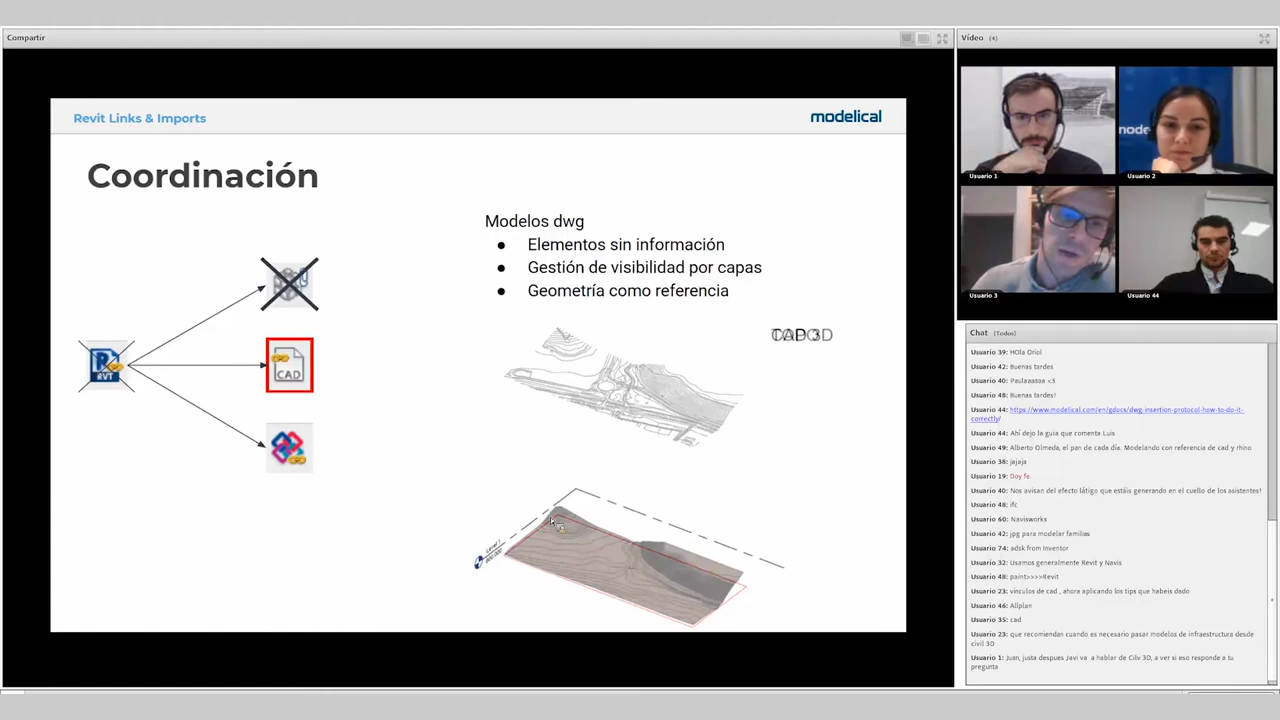 Compartir
Revit Links & Imports
modelical
Coordinación
Modelos dwg
● Elementos sin información
● Gestión de visibilidad por capas
● Geometría como referencia
RVT
CAD
Level 1
Vídeo (4)
node
Usuario 1
Usuario 2
Usuario 3
Usuario 44
Chat (Todos)
Usuario 39: HOla Oriol
Usuario 42: Buenas tardes
Usuario 40: Paulaaaaaa <3
Usuario 48: Buenas tardes!
Usuario 44: https://www.modelical.com/en/gdocs/dwg-insertion-protocol-how-to-do-it-
correctly/
Usuario 44: Ahí dejo la guia que comenta Luis
Usuario 49: Alberto Olmeda, el pan de cada día. Modelando con referencia de cad y rhino
Usuario 38: jajaja
Usuario 19: Doy fe.
Usuario 40: Nos avisan del efecto látigo que estáis generando en el cuello de los asistentes!
Usuario 48: ifc
Usuario 60: Navisworks
Usuario 42: jpg para modelar familias
Usuario 74: adsk from Inventor
Usuario 32: Usamos generalmente Revit y Navis
Usuario 48: paint>>>>Revit
Usuario 23: vínculos de cad , ahora aplicando los tips que habeis dado
Usuario 46: Allplan
Usuario 35: cad
Usuario 23: que recomiendan cuando es necesario pasar modelos de infraestructura desde
civil 3D
Usuario 1: Juan, justa despues Javi va a hablar de Cilv 3D, a ver si eso responde a tu
pregunta